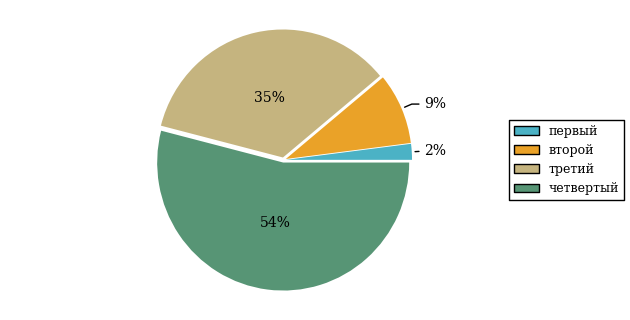 35%
9%
2%
54%
первый
второй
третий
четвертый